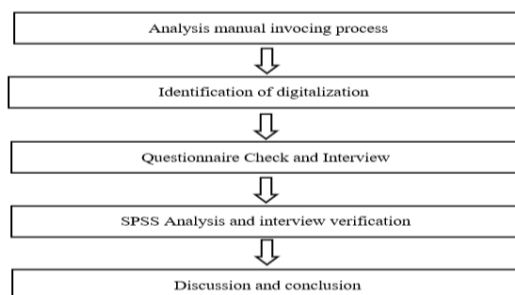 Analysis manual invocing process
Identification of digitalization
Questionnaire Check and Interview
SPSS Analysis and interview verification
Discussion and conclusion